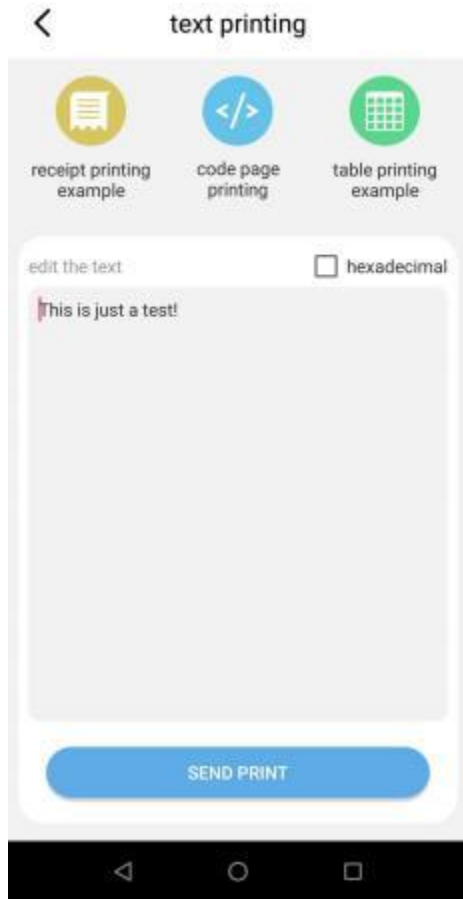 text printing
receipt printing
example
code page
printing
table printing
example
edit the text
hexadecimal
This is just a test!
SEND PRINT